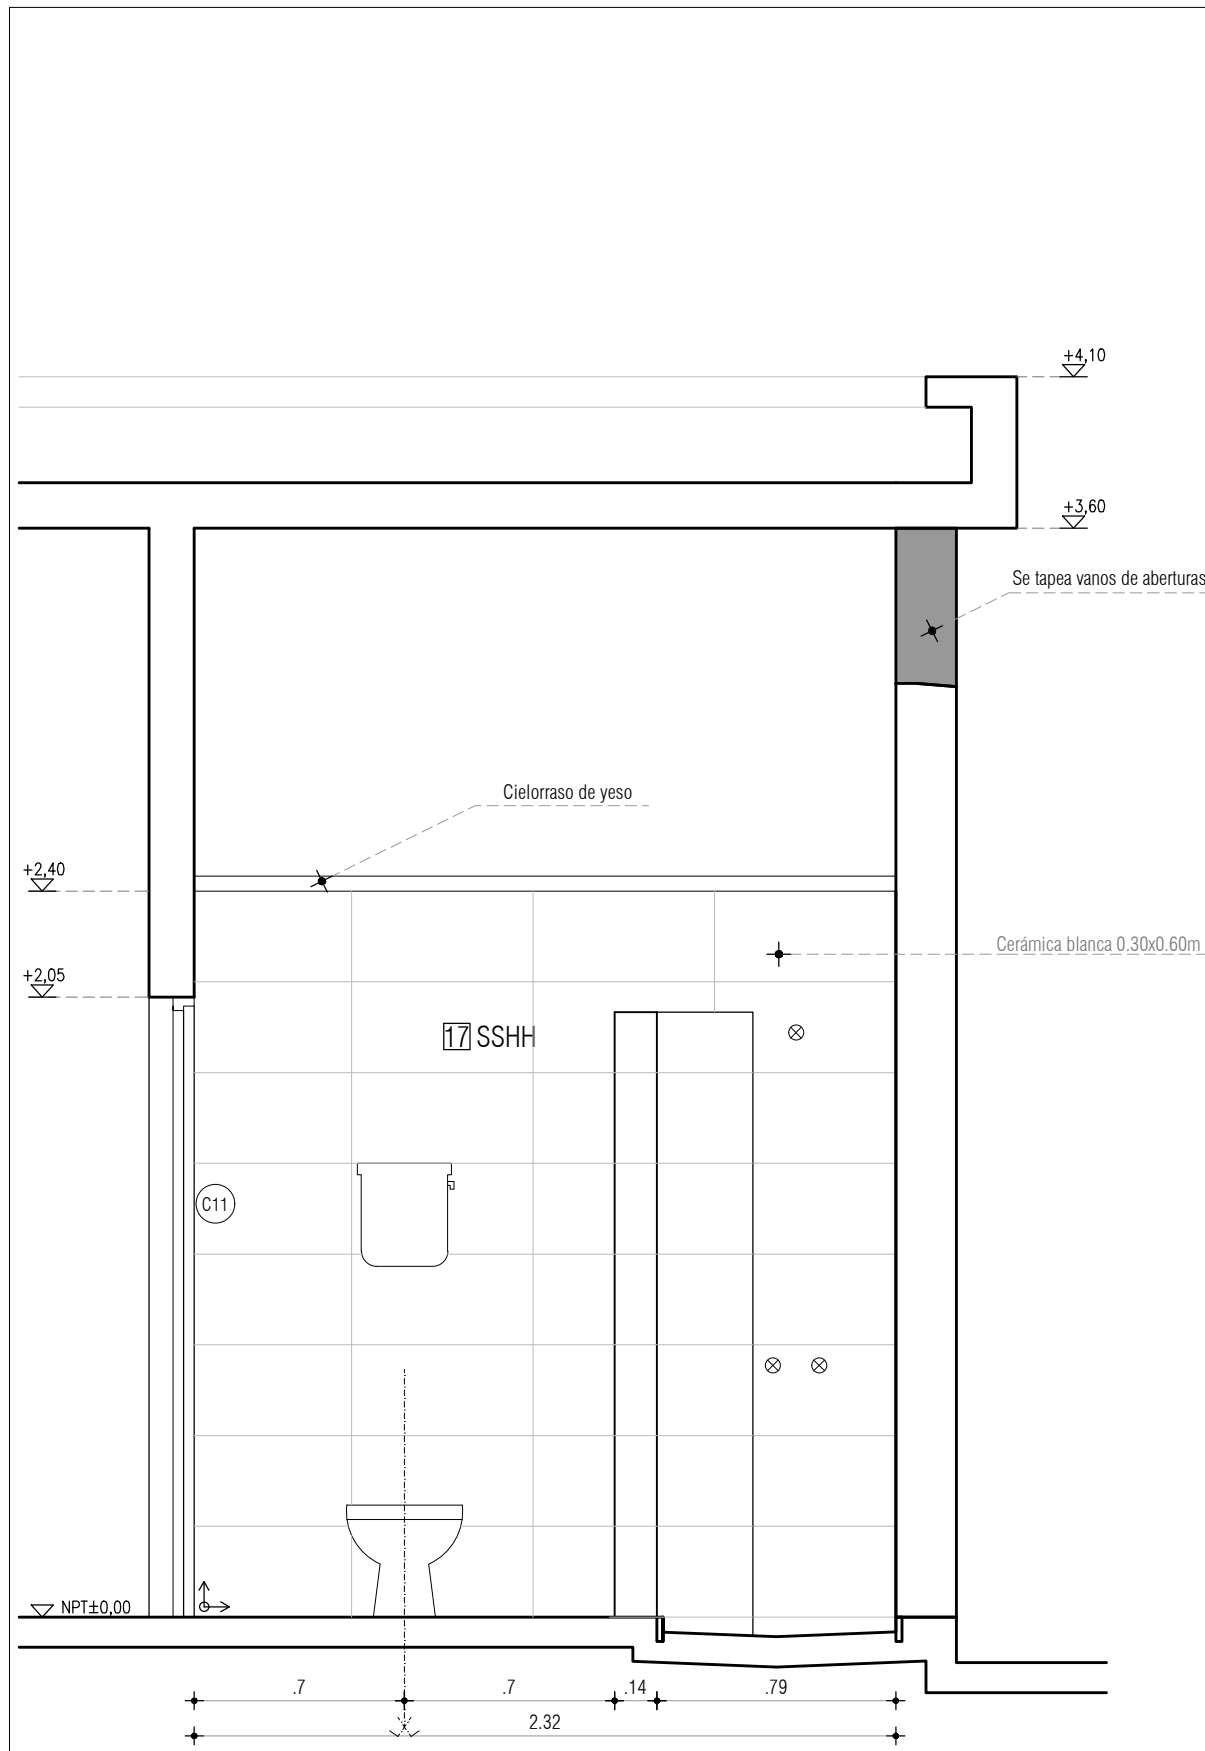 +4,10
+3,60
Se tapea vanos de aberturas
Cielorraso de yeso
+2,40
Cerámica blanca 0.30x0.60m
+2,05
17 SSHH
C11
NPT±0,00
.7 .7 .14 .79
2.32